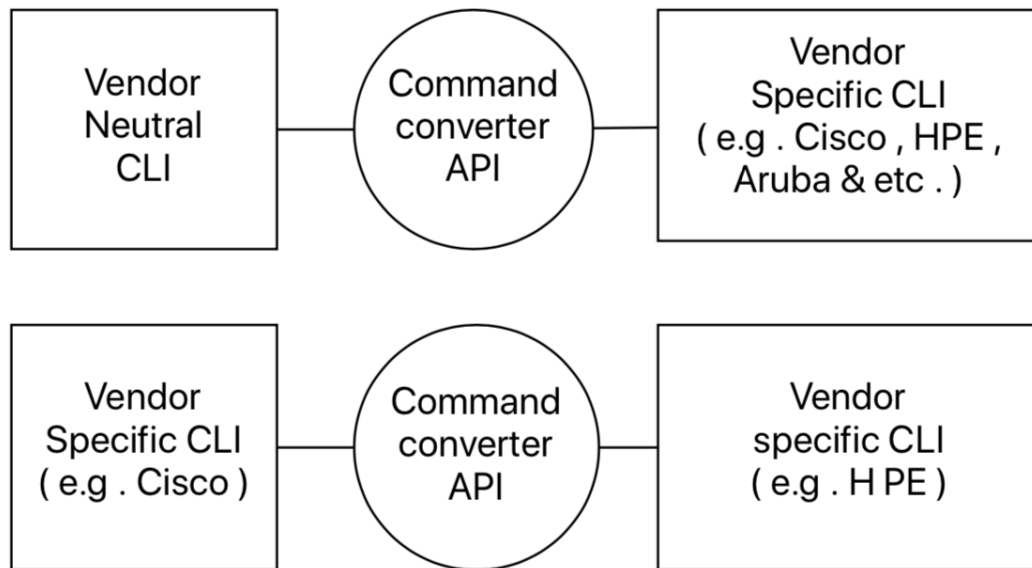 Vendor
Neutral
CLI
Command
converter
API
Vendor
Specific CLI
( e.g . Cisco , HPE ,
Aruba & etc . )
Vendor
Specific CLI
( e.g . Cisco )
Command
converter
API
Vendor
specific CLI
( e.g . H PE )